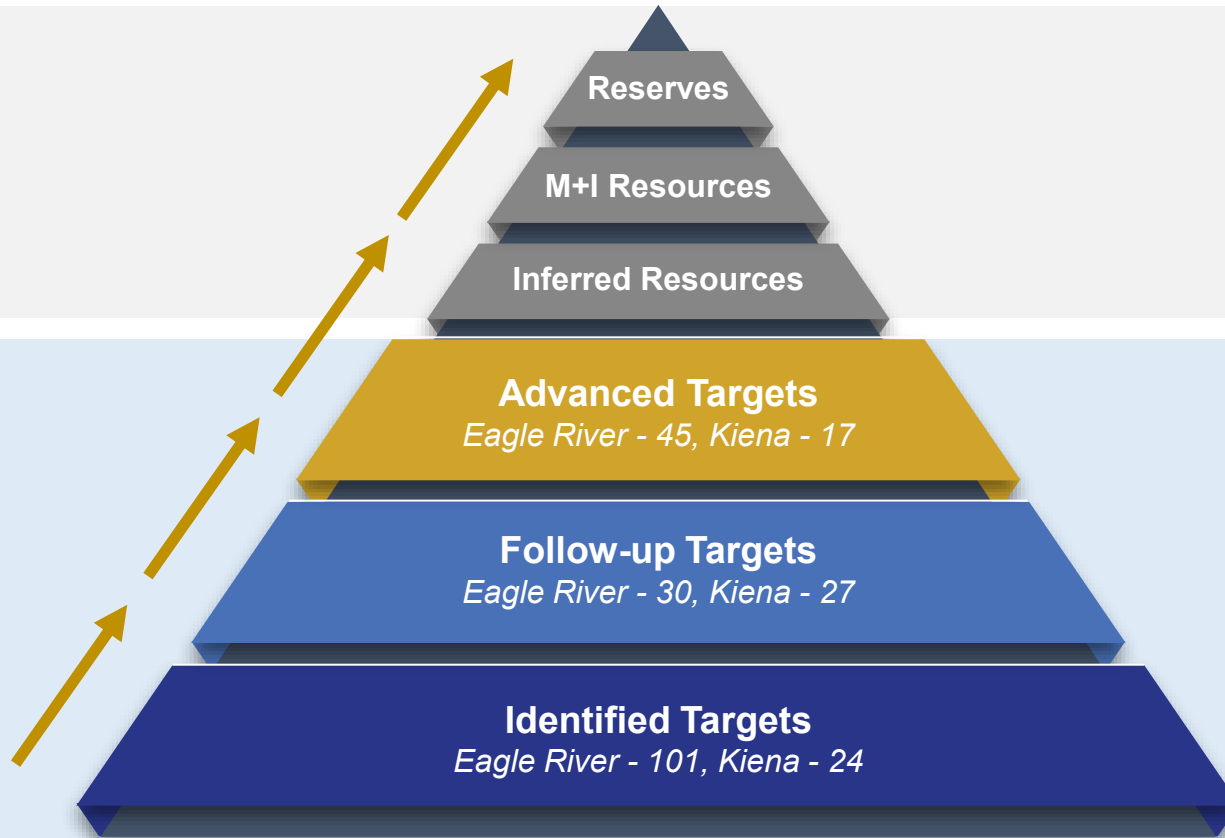 Reserves
M+I Resources
Inferred Resources
Advanced Targets
Eagle River - 45, Kiena - 17
Follow-up Targets
Eagle River - 30, Kiena - 27
Identified Targets
Eagle River - 101, Kiena - 24